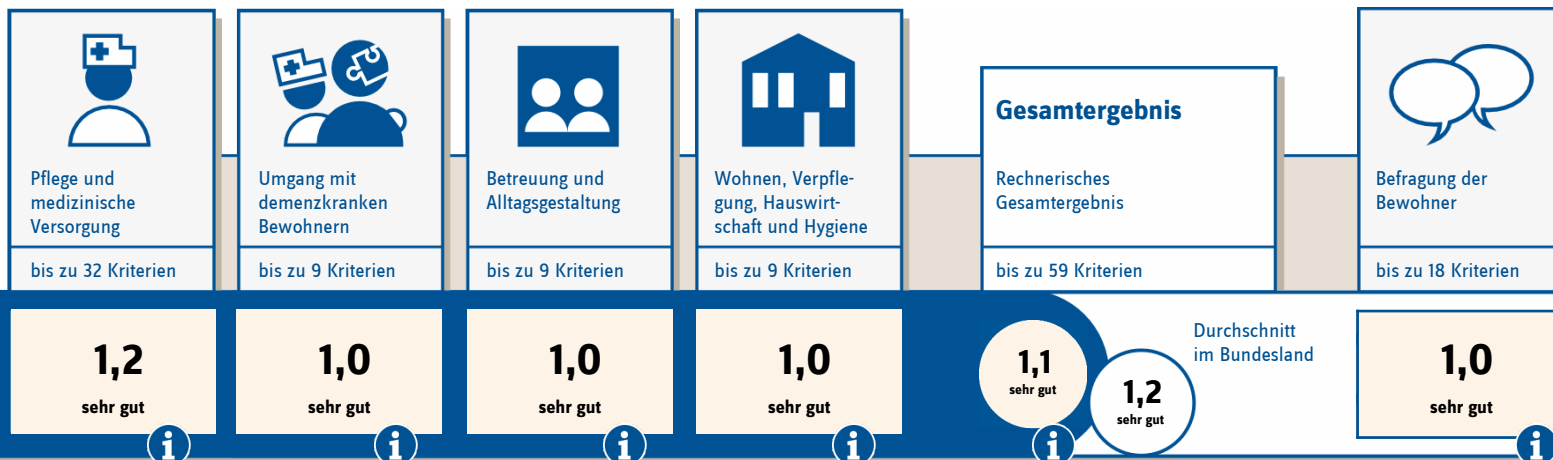 Pflege und
medizinische
Versorgung
bis zu 32 Kriterien
1,2
sehr gut
i
Umgang mit
demenzkranken
Bewohnern
bis zu 9 Kriterien
1,0
sehr gut
i
Betreuung und
Alltagsgestaltung
bis zu 9 Kriterien
1,0
sehr gut
i
Wohnen, Verpfle-
gung, Hauswirt-
schaft und Hygiene
bis zu 9 Kriterien
1,0
sehr gut
i
Gesamtergebnis
Rechnerisches
Gesamtergebnis
bis zu 59 Kriterien
1,1
sehr gut
i
Durchschnitt
im Bundesland
1,2
sehr gut
Befragung der
Bewohner
bis zu 18 Kriterien
1,0
sehr gut
i